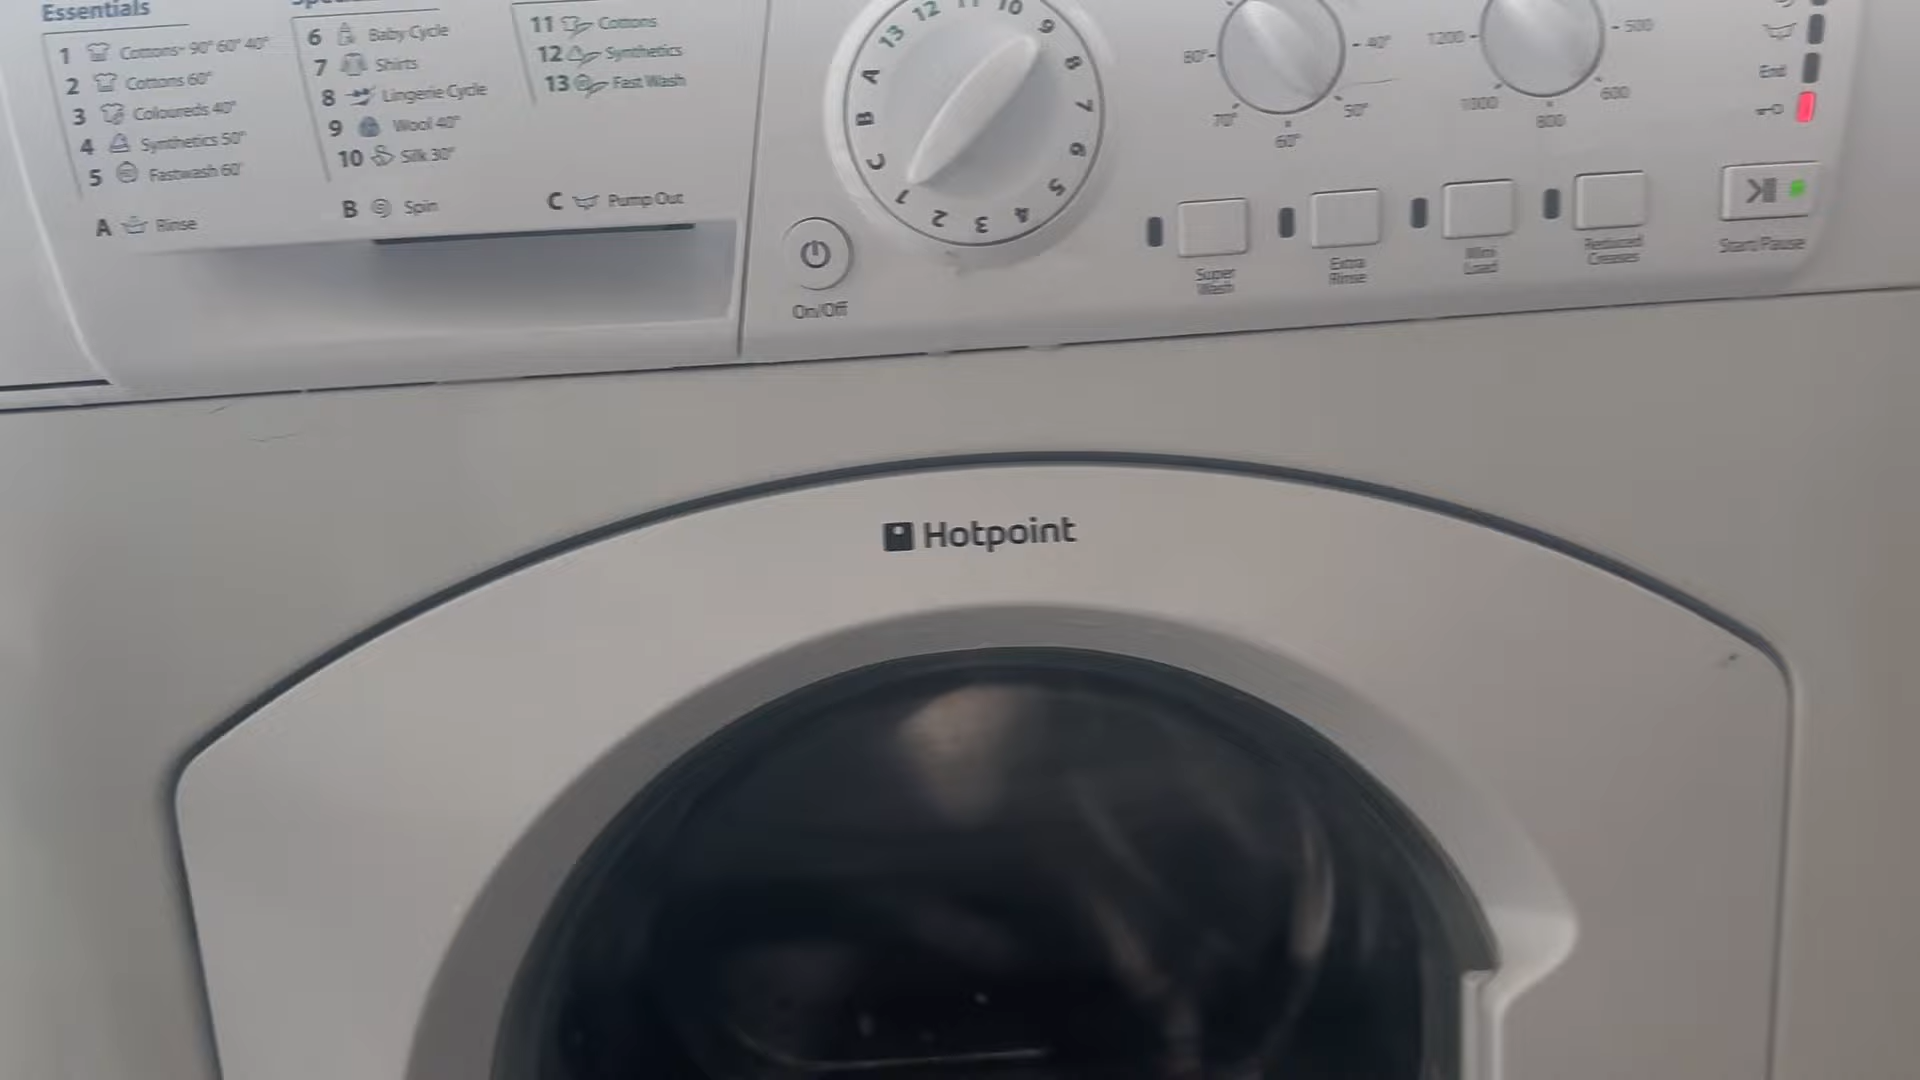 Essentials
1 Cottons- 90° 60° 40°
2 Cottons 60°
3 Coloureds 40°
4 Synthetics 50°
5 Fastwash 60°
6 Baby Cycle
7 Shirts
8 Lingerie Cycle
9 Wool 40°
10 Silk 30°
11 Cottons
12 Synthetics
13 Fast Wash
A Rinse
B Spin
C Pump Out
On/Off
13 12 11 10 9 8 7 6 5 4 3 2 1 C B A
80° 70° 60° 50° 40°
1200 1000 800 600 500
End
Super
Wash
Extra
Rinse
Mini
Load
Reduced
Creases
Start/Pause
Hotpoint